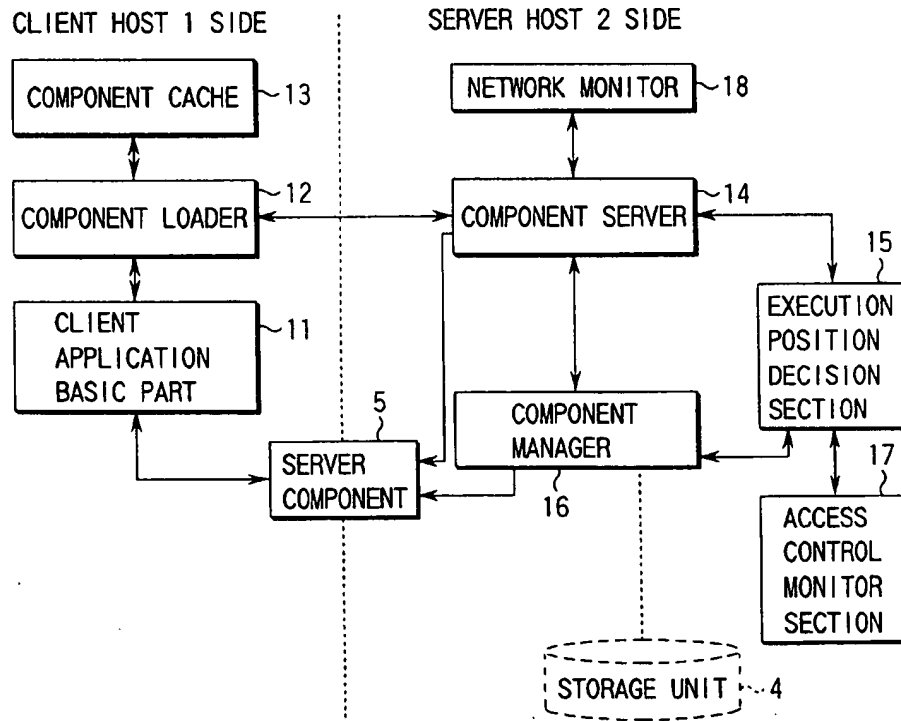 CLIENT HOST 1 SIDE
SERVER HOST 2 SIDE
COMPONENT CACHE
13
NETWORK MONITOR
18
12
COMPONENT LOADER
14
COMPONENT SERVER
15
EXECUTION
POSITION
DECISION
SECTION
CLIENT
APPLICATION
BASIC PART
11
5
SERVER
COMPONENT
COMPONENT
MANAGER
16
17
ACCESS
CONTROL
MONITOR
SECTION
STORAGE UNIT
4